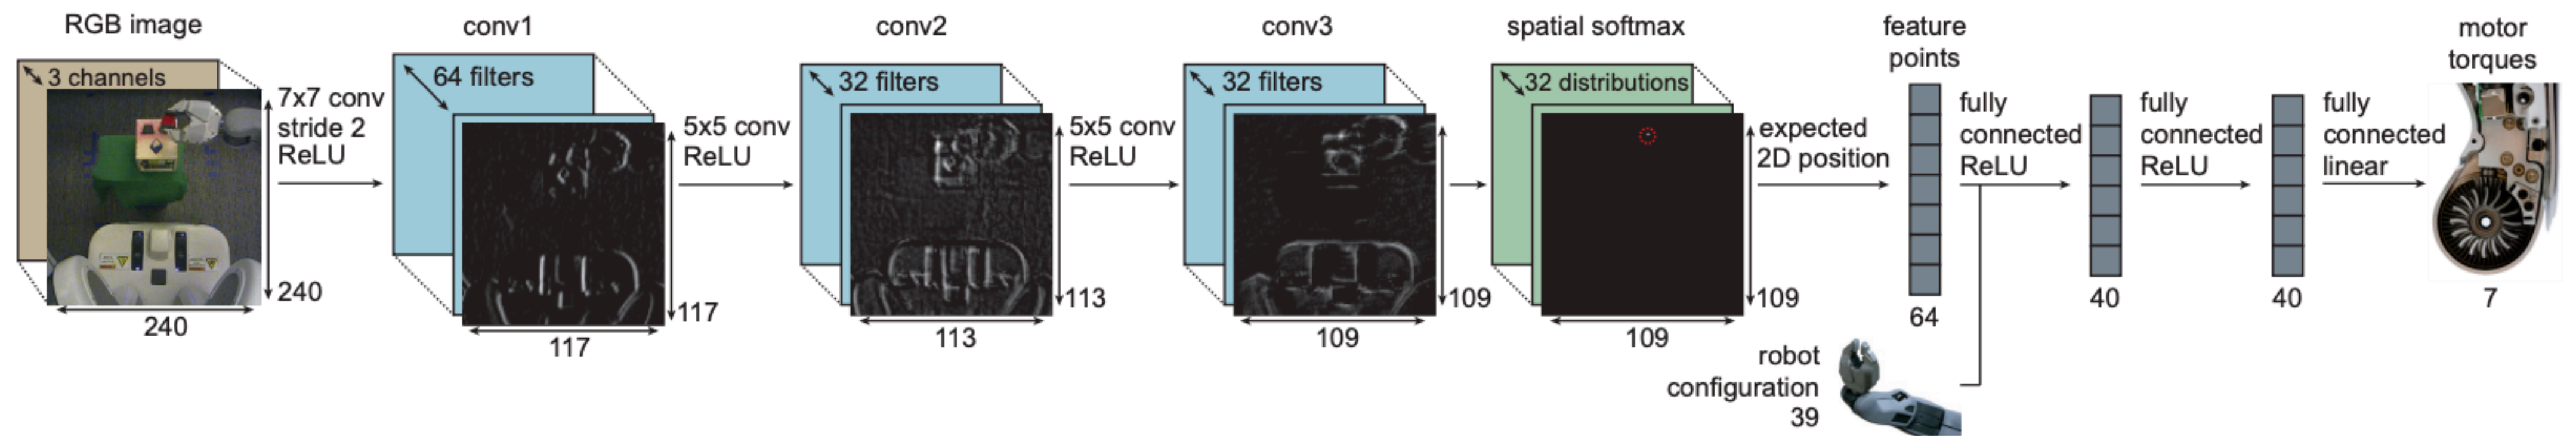 RGB image
3 channels
240
240
7x7 conv
stride 2
ReLU
conv1
64 filters
117
117
5x5 conv
ReLU
conv2
32 filters
113
113
5x5 conv
ReLU
conv3
32 filters
109
109
spatial softmax
32 distributions
109
109
expected
2D position
feature
points
64
robot
configuration
39
fully
connected
ReLU
40
fully
connected
ReLU
40
fully
connected
linear
motor
torques
7